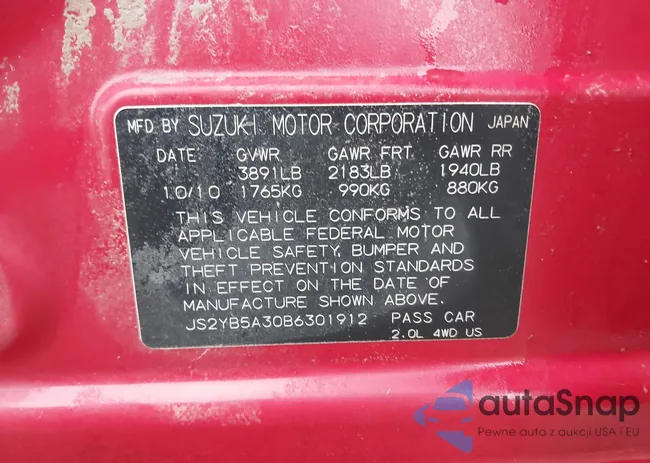 MFD BY SUZUKI MOTOR CORPORATION JAPAN
DATE GVWR GAWR FRT GAWR RR
3891LB 2183LB 1940LB
10/10 1765KG 990KG 880KG
THIS VEHICLE CONFORMS TO ALL
APPLICABLE FEDERAL MOTOR
VEHICLE SAFETY, BUMPER AND
THEFT PREVENTION STANDARDS
IN EFFECT ON THE DATE OF
MANUFACTURE SHOWN ABOVE.
JS2YB5A30B6301912 PASS CAR
2.0L 4WD US
autaSnap
Pewne auta z aukcji USA i EU